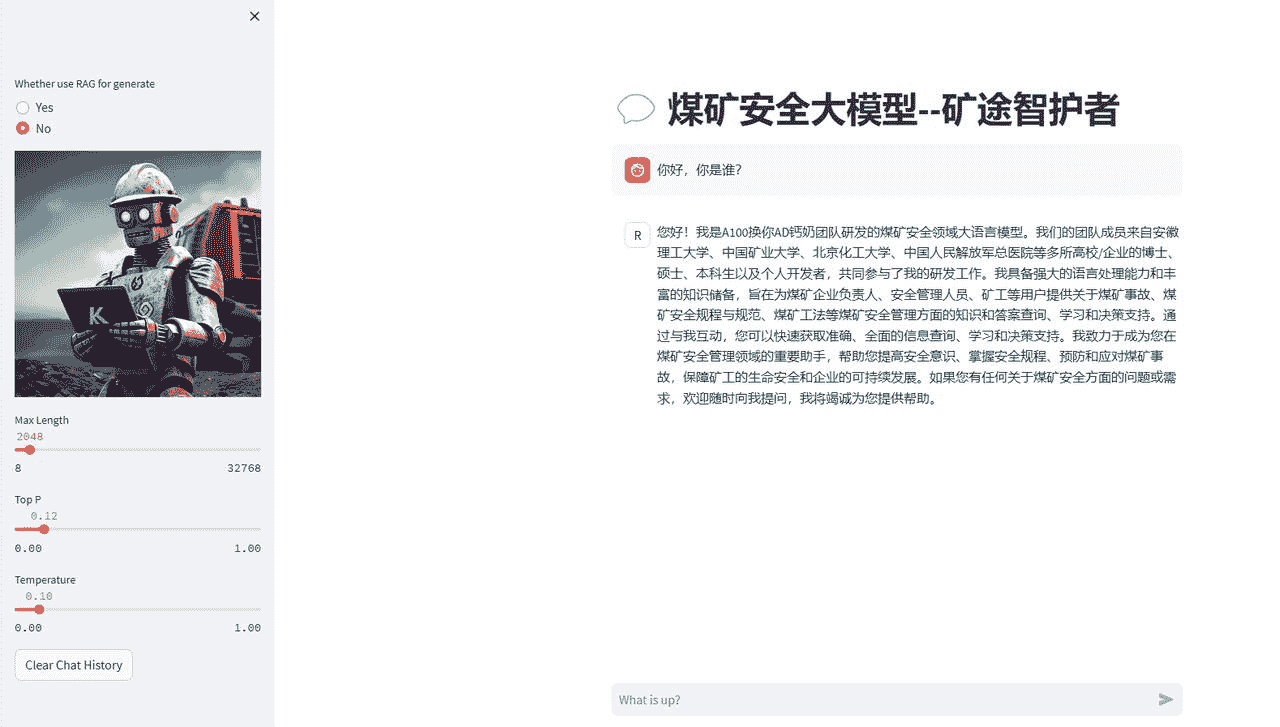 Whether use RAG for generate
Yes
No
K
Max Length
2048
8 32768
Top P
0.12
0.00 1.00
Temperature
0.10
0.00 1.00
Clear Chat History
煤矿安全大模型--矿途智护者
你好，你是谁？
R
您好！我是A100换你AD钙奶团队研发的煤矿安全领域大语言模型。我们的团队成员来自安徽
理工大学、中国矿业大学、北京化工大学、中国人民解放军总医院等多所高校/企业的博士、
硕士、本科生以及个人开发者，共同参与了我的研发工作。我具备强大的语言处理能力和丰
富的知识储备，旨在为煤矿企业负责人、安全管理人员、矿工等用户提供关于煤矿事故、煤
矿安全规程与规范、煤矿工法等煤矿安全管理方面的知识和答案查询、学习和决策支持。通
过与我互动，您可以快速获取准确、全面的信息查询、学习和决策支持。我致力于成为您在
煤矿安全管理领域的重要助手，帮助您提高安全意识、掌握安全规程、预防和应对煤矿事
故，保障矿工的生命安全和企业的可持续发展。如果您有任何关于煤矿安全方面的问题或需
求，欢迎随时向我提问，我将竭诚为您提供帮助。
What is up?